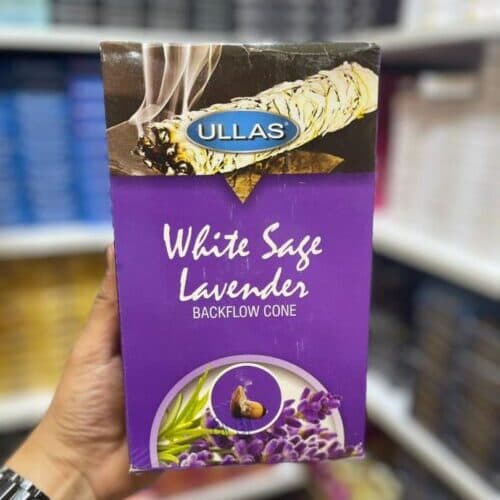 ULLAS®
White Sage
Lavender
BACKFLOW CONE